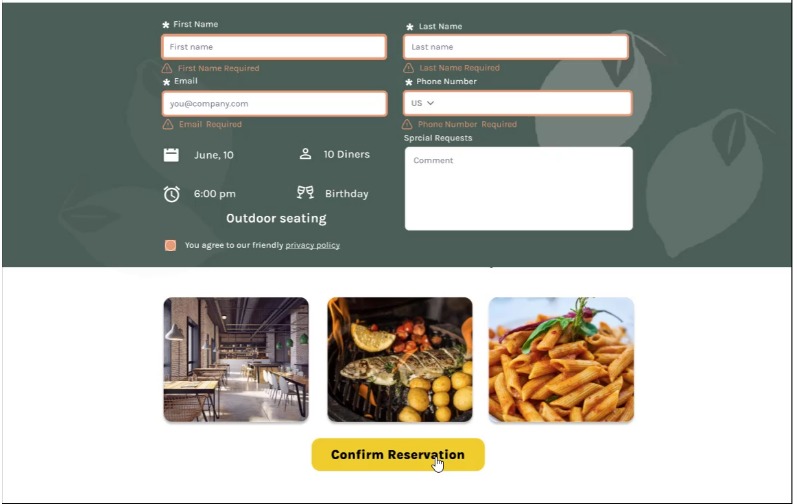 * First Name
* Last Name
First name
Last name
First Name Required
Last Name Required
* Email
* Phone Number
you@company.com
US
Email Required
Phone Number Required
Sprcial Requests
June, 10
10 Diners
Comment
6:00 pm
Birthday
Outdoor seating
You agree to our friendly privacy policy
Confirm Reservation